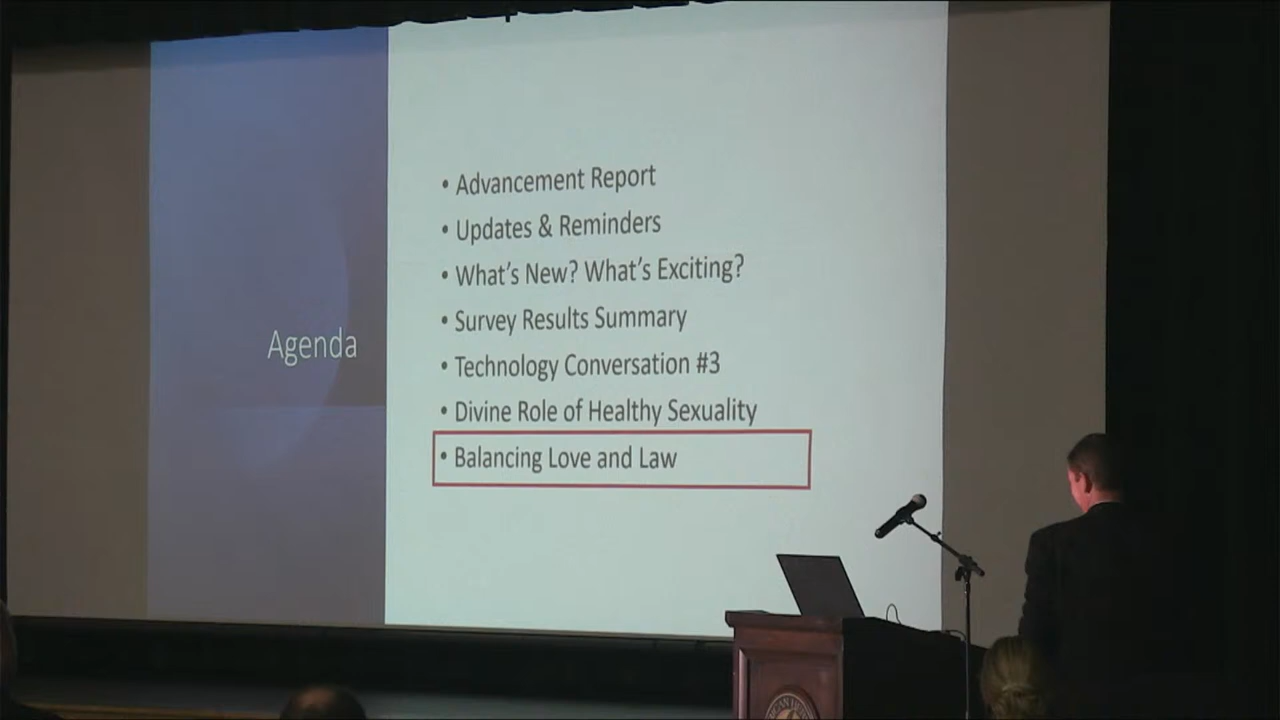 Agenda
• Advancement Report
• Updates & Reminders
• What's New? What's Exciting?
• Survey Results Summary
• Technology Conversation #3
• Divine Role of Healthy Sexuality
• Balancing Love and Law